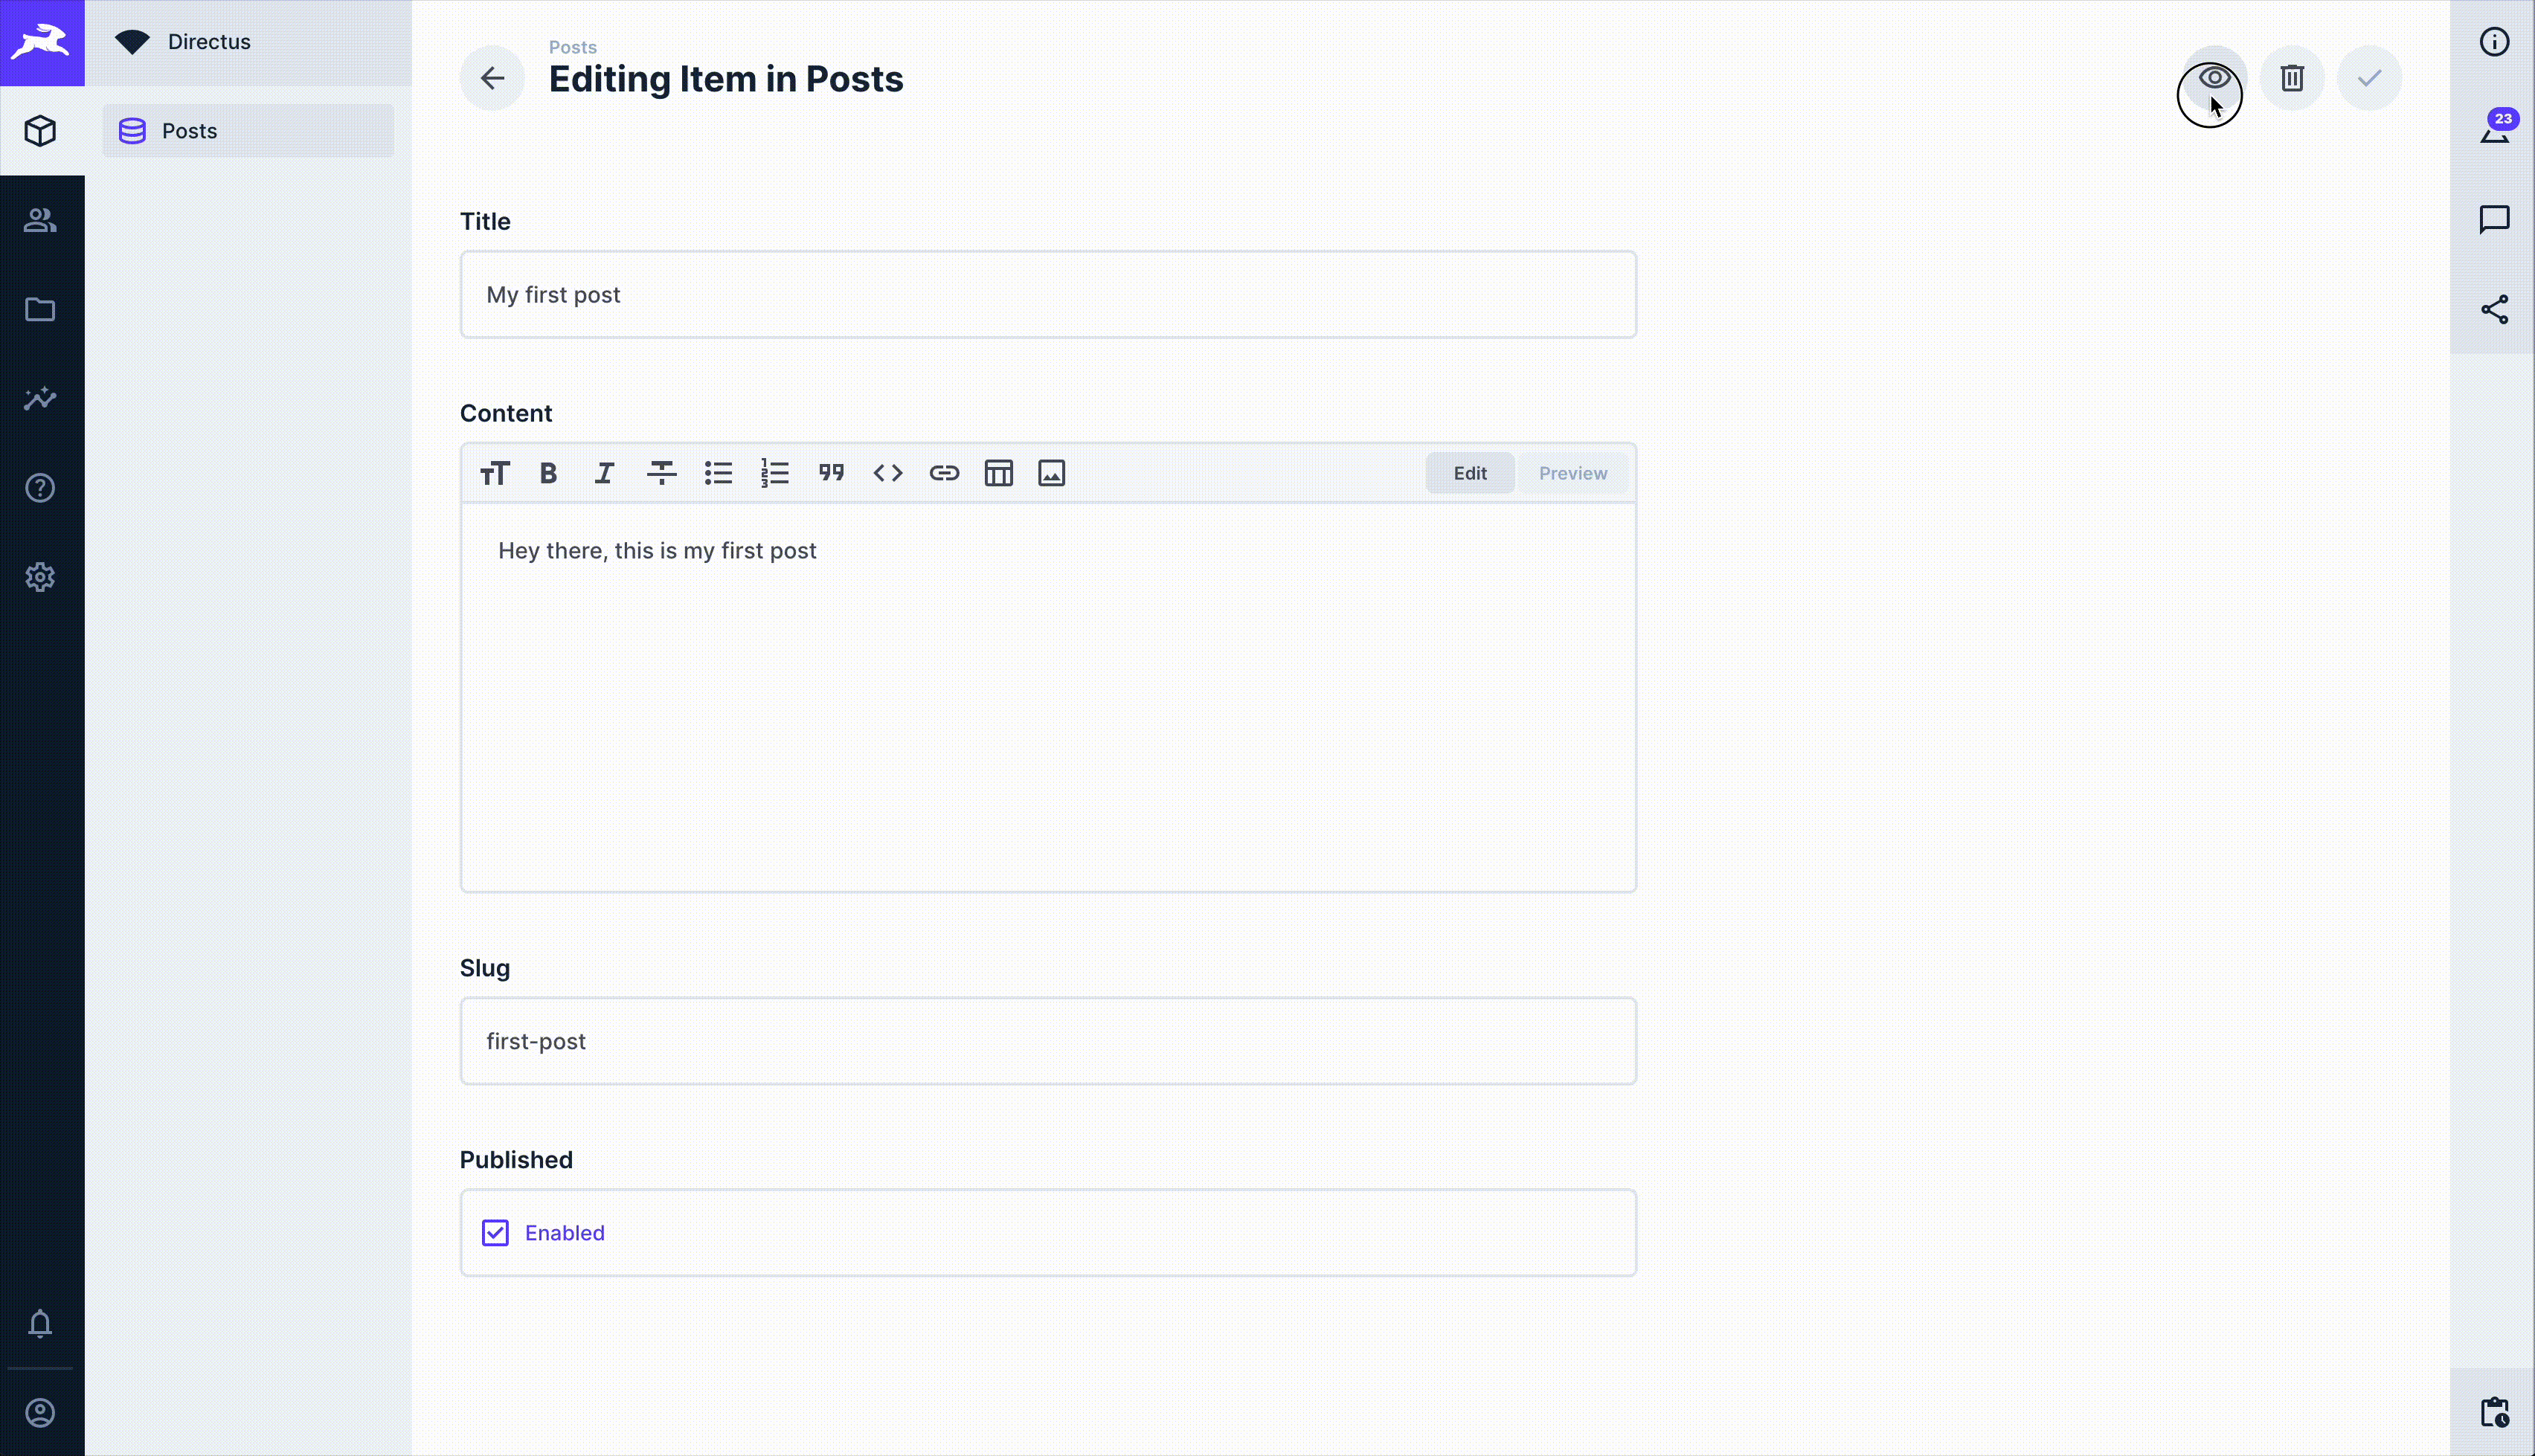 Directus
Posts
Posts
Editing Item in Posts
23
Title
My first post
Content
Edit
Preview
Hey there, this is my first post
Slug
first-post
Published
Enabled